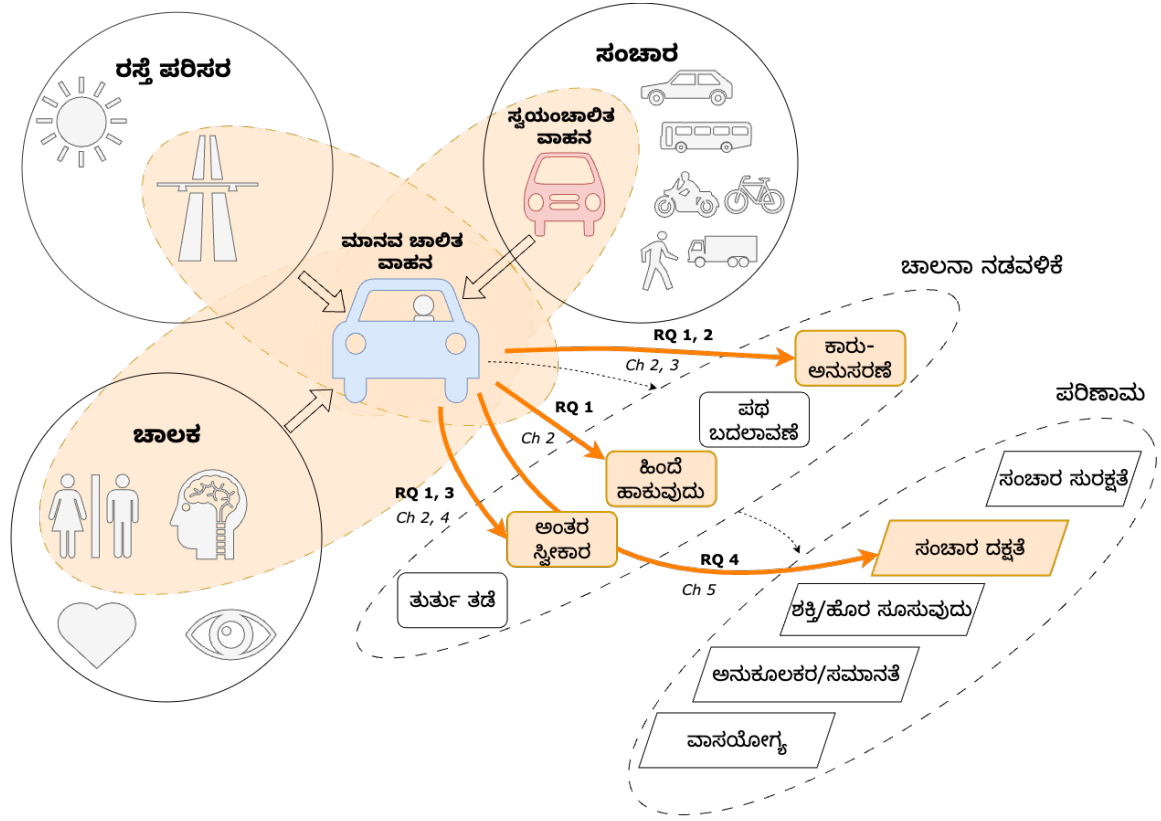 ರಸ್ತೆ ಪರಿಸರ
ಸಂಚಾರ
ಸ್ವಯಂಚಾಲಿತ
ವಾಹನ
ಮಾನವ ಚಾಲಿತ
ವಾಹನ
ಚಾಲಕ
ಚಾಲನಾ ನಡವಳಿಕೆ
RQ 1, 2
Ch 2, 3
ಕಾರು-
ಅನುಸರಣೆ
ಪಥ
ಬದಲಾವಣೆ
RQ 1
Ch 2
ಹಿಂದೆ
ಹಾಕುವುದು
RQ 1, 3
Ch 2, 4
ಅಂತರ
ಸ್ವೀಕಾರ
ತುರ್ತು ತಡೆ
RQ 4
Ch 5
ಪರಿಣಾಮ
ಸಂಚಾರ ಸುರಕ್ಷತೆ
ಸಂಚಾರ ದಕ್ಷತೆ
ಶಕ್ತಿ/ಹೊರ ಸೂಸುವುದು
ಅನುಕೂಲಕರ/ಸಮಾನತೆ
ವಾಸಯೋಗ್ಯ